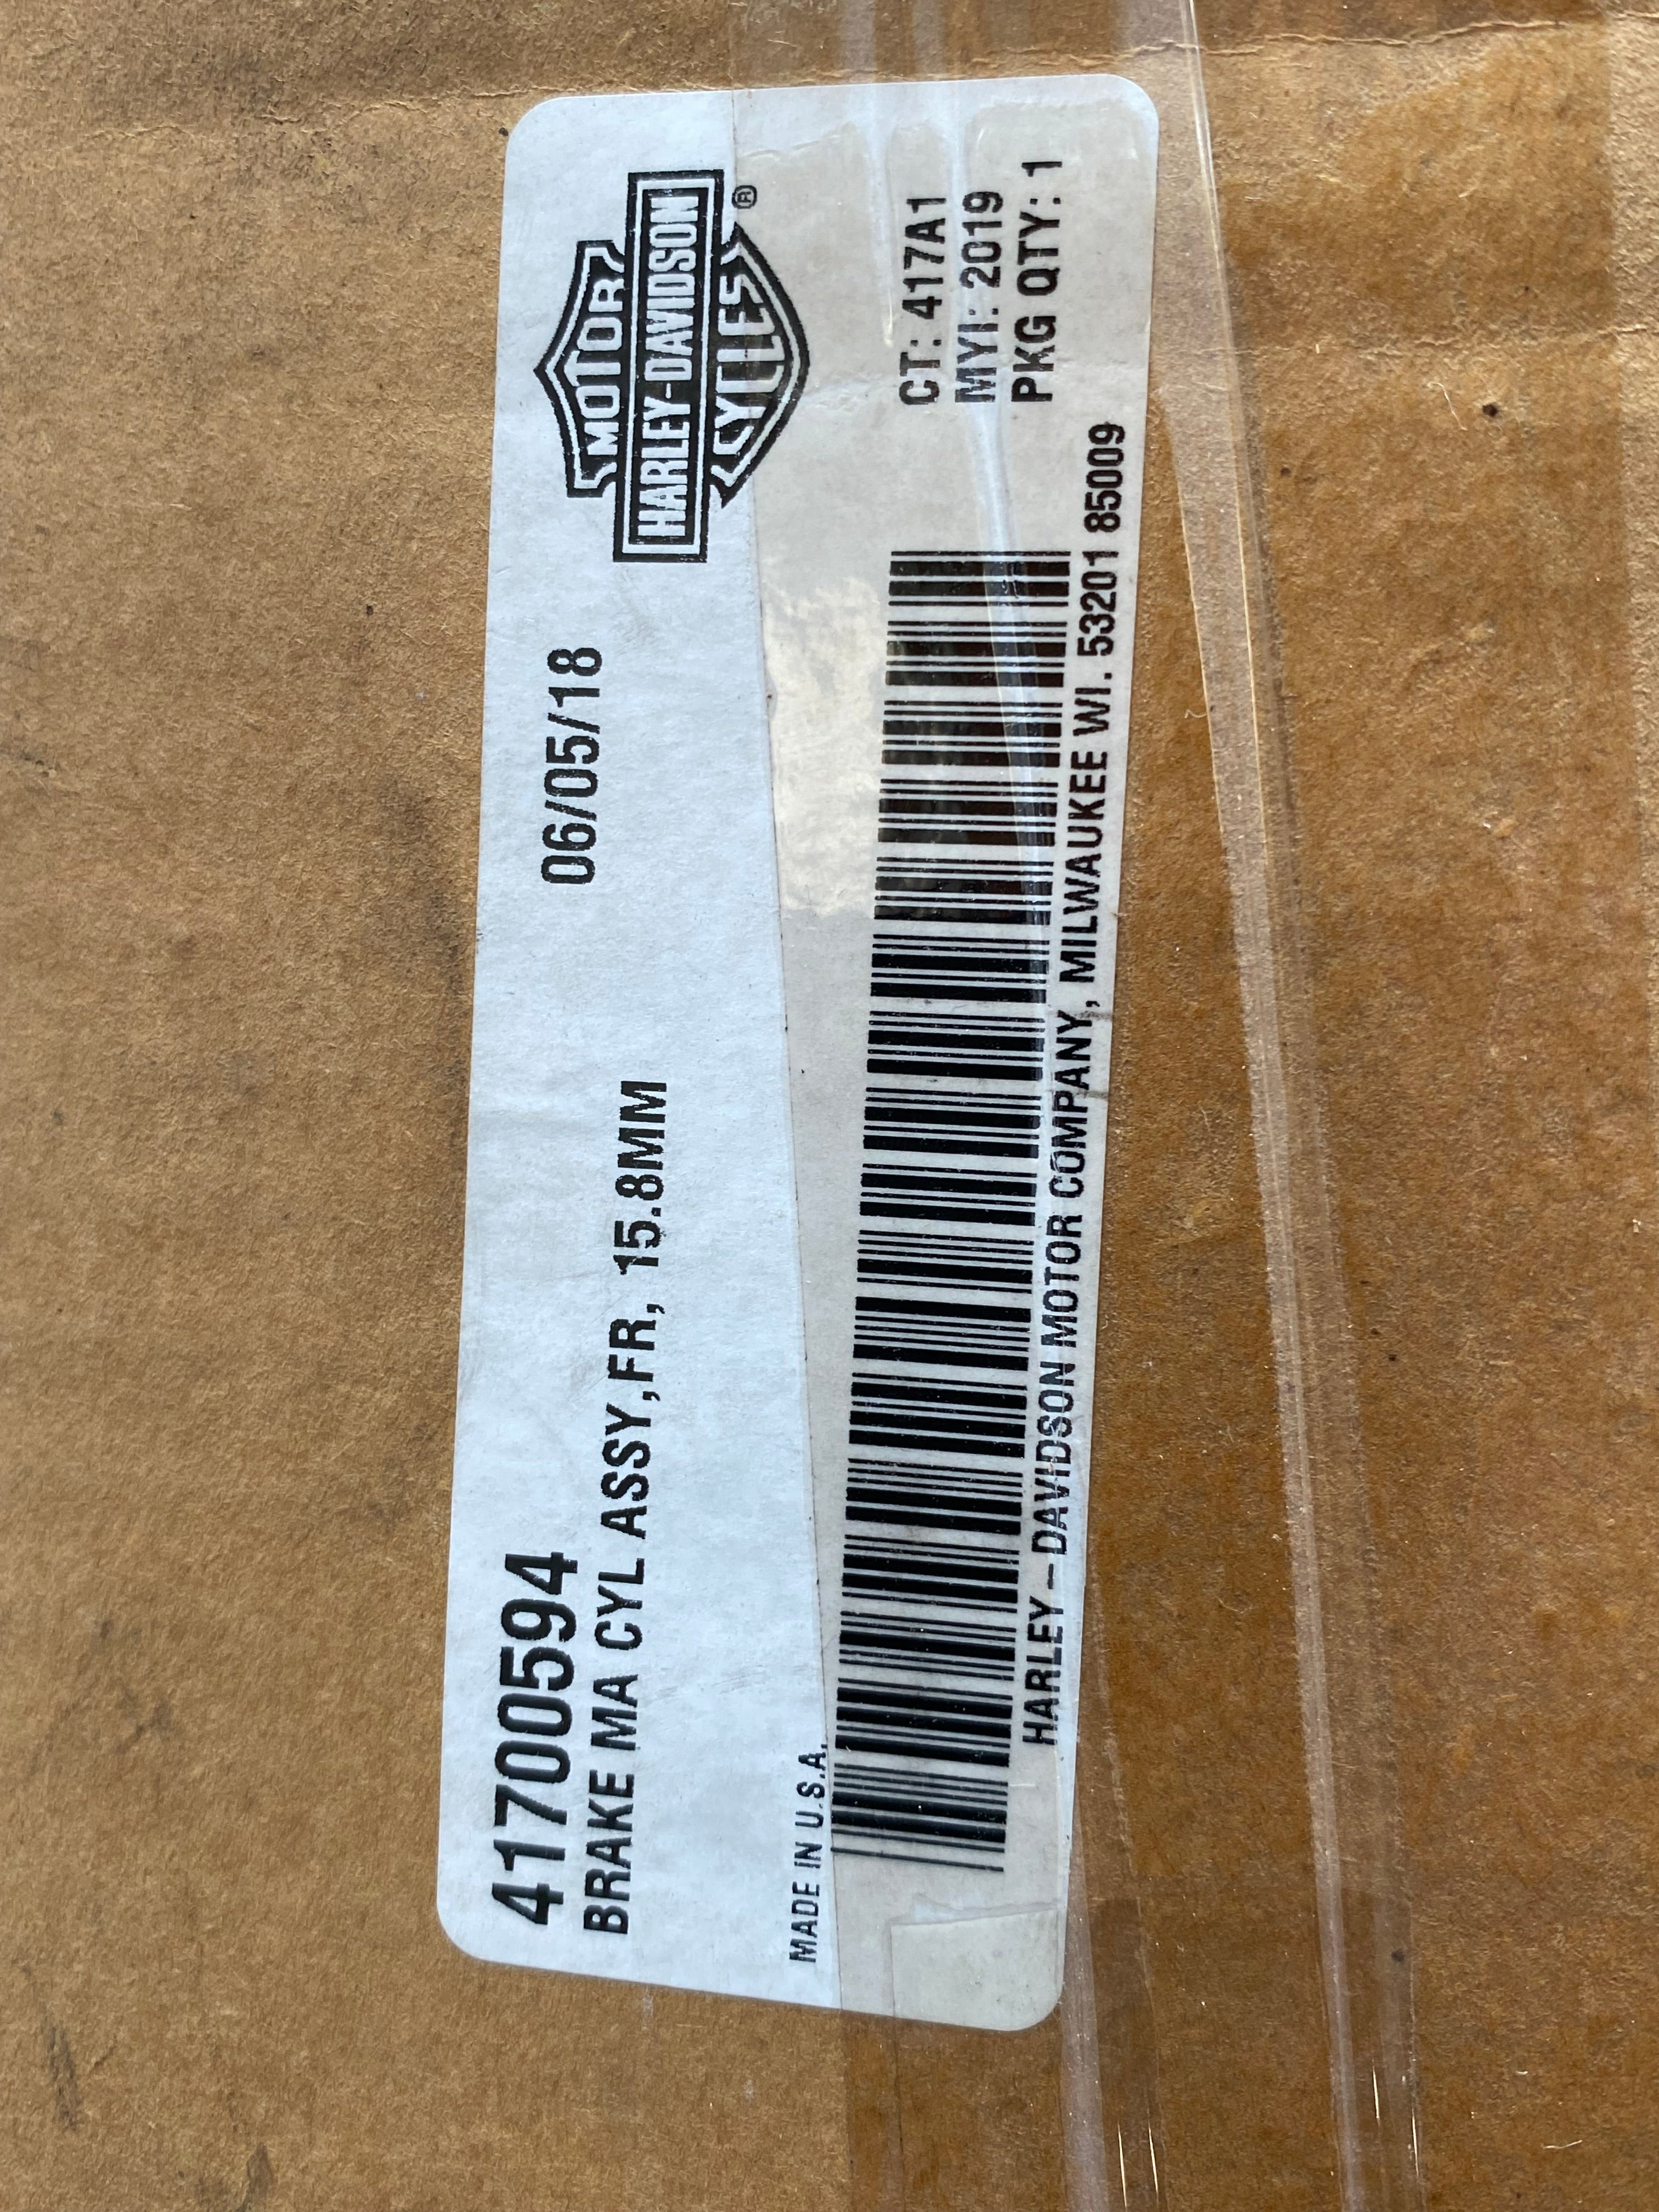 41700594
BRAKE MA CYL ASSY,FR, 15.8MM
06/05/18
MOTOR
HARLEY-DAVIDSON
CYCLES
®
MADE IN U.S.A.
CT: 417A1
MYI: 2019
PKG QTY: 1
HARLEY-DAVIDSON MOTOR COMPANY, MILWAUKEE WI. 53201 85009